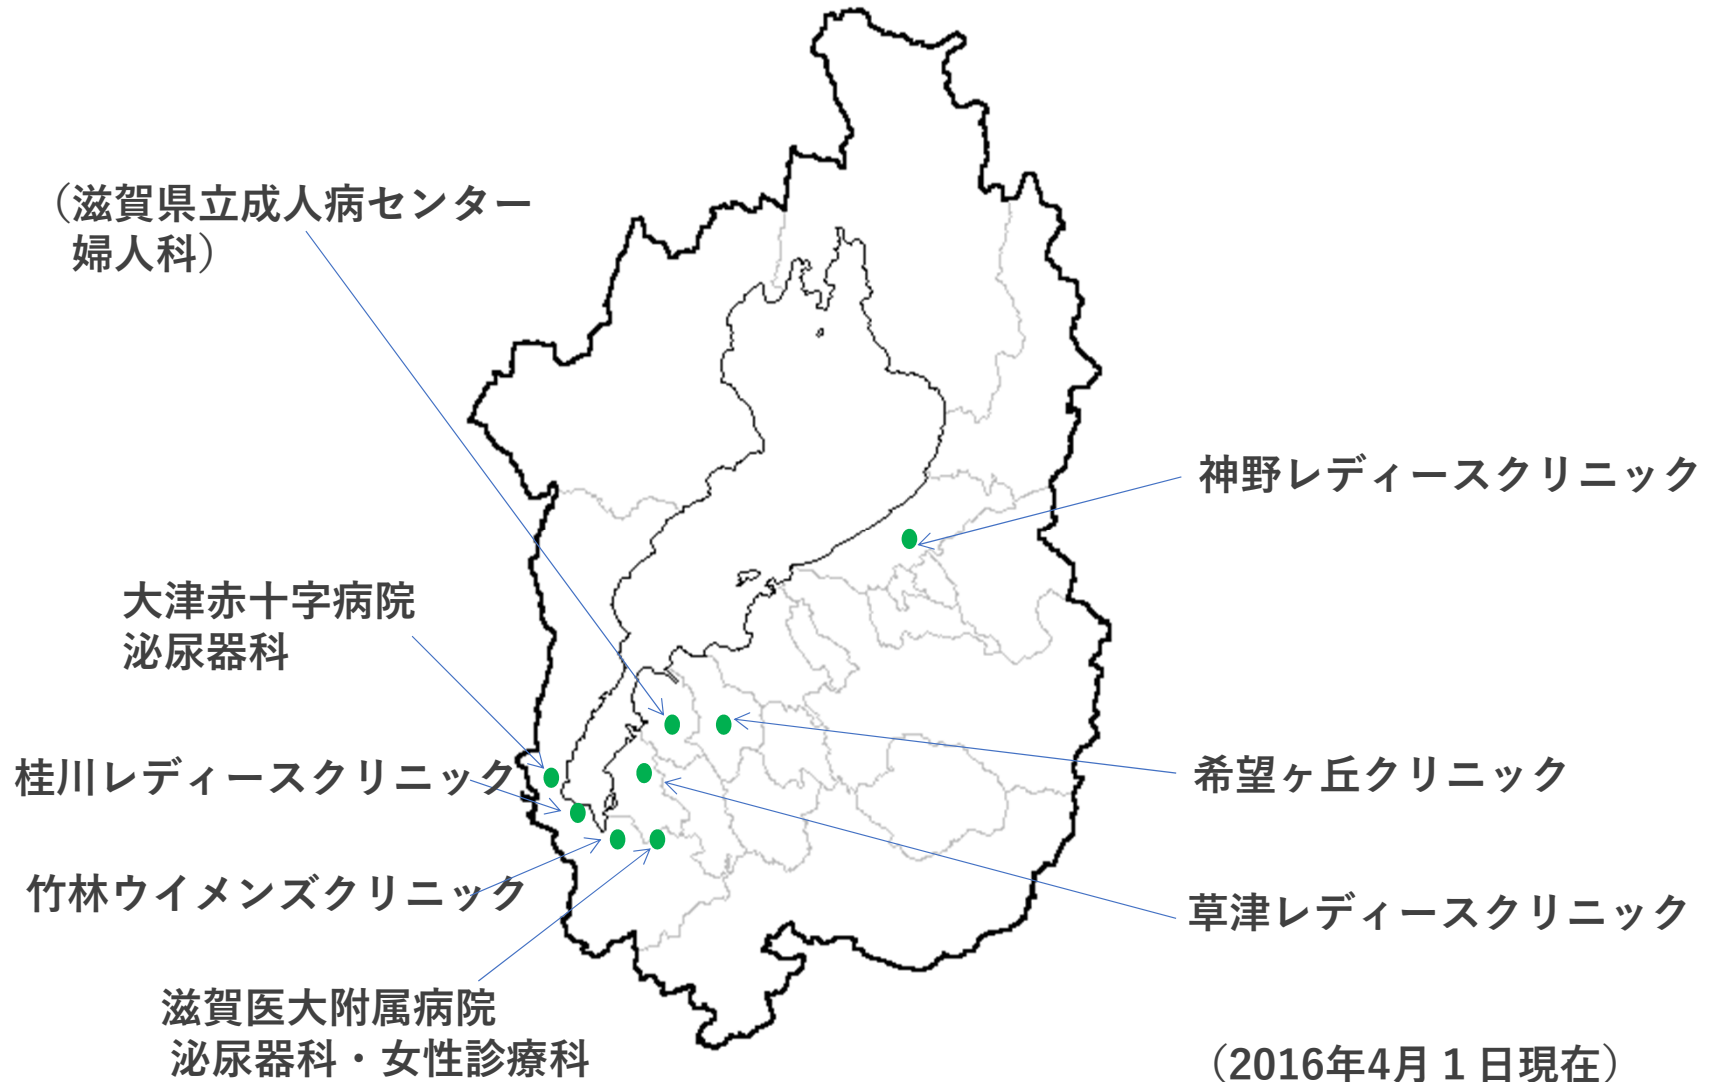 （滋賀県立成人病センター
婦人科）
神野レディースクリニック
大津赤十字病院
泌尿器科
桂川レディースクリニック
希望ヶ丘クリニック
竹林ウイメンズクリニック
草津レディースクリニック
滋賀医大附属病院
泌尿器科・女性診療科
（2016年4月１日現在）